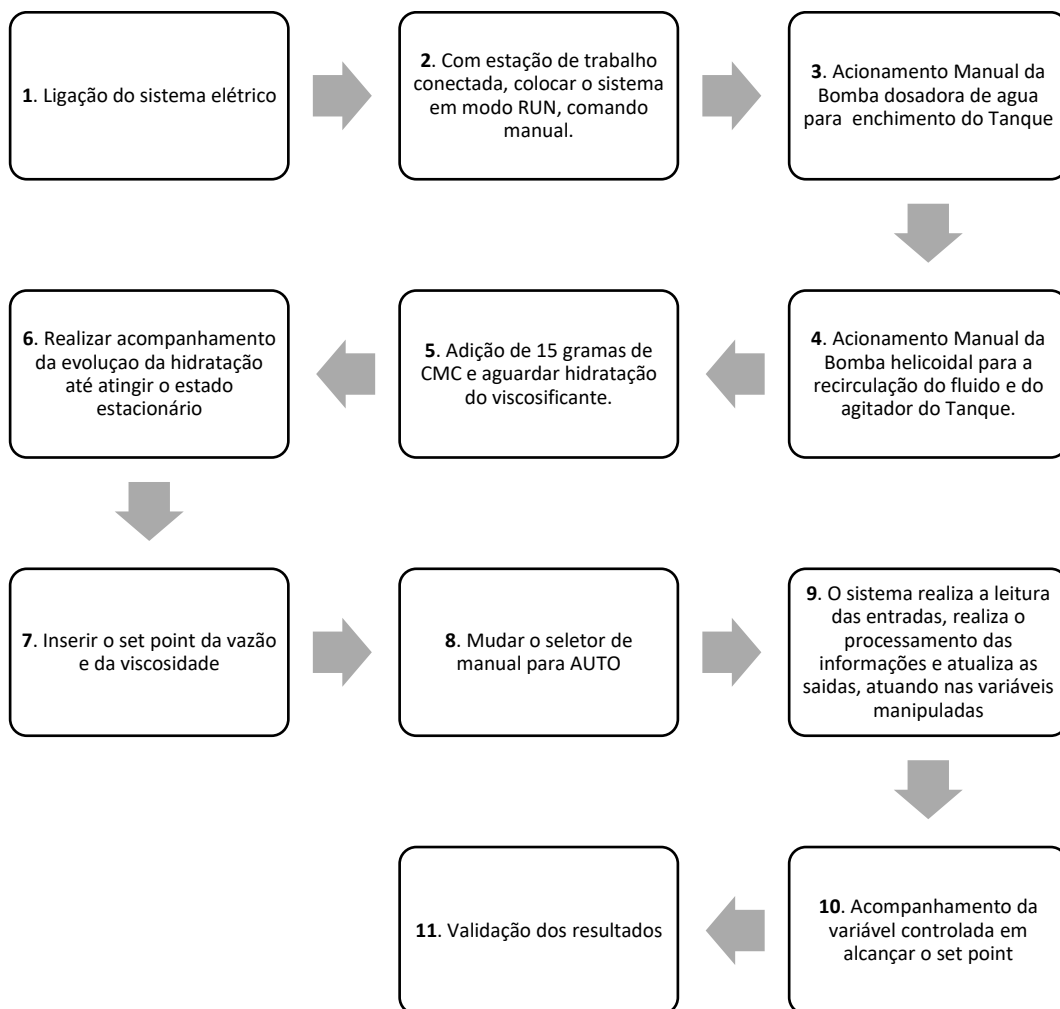 1. Ligação do sistema elétrico
2. Com estação de trabalho
conectada, colocar o sistema
em modo RUN, comando
manual.
3. Acionamento Manual da
Bomba dosadora de agua
para enchimento do Tanque
4. Acionamento Manual da
Bomba helicoidal para a
recirculação do fluido e do
agitador do Tanque.
5. Adição de 15 gramas de
CMC e aguardar hidratação
do viscosificante.
6. Realizar acompanhamento
da evoluçao da hidratação
até atingir o estado
estacionário
7. Inserir o set point da vazão
e da viscosidade
8. Mudar o seletor de
manual para AUTO
9. O sistema realiza a leitura
das entradas, realiza o
processamento das
informações e atualiza as
saidas, atuando nas variáveis
manipuladas
10. Acompanhamento da
variável controlada em
alcançar o set point
11. Validação dos resultados